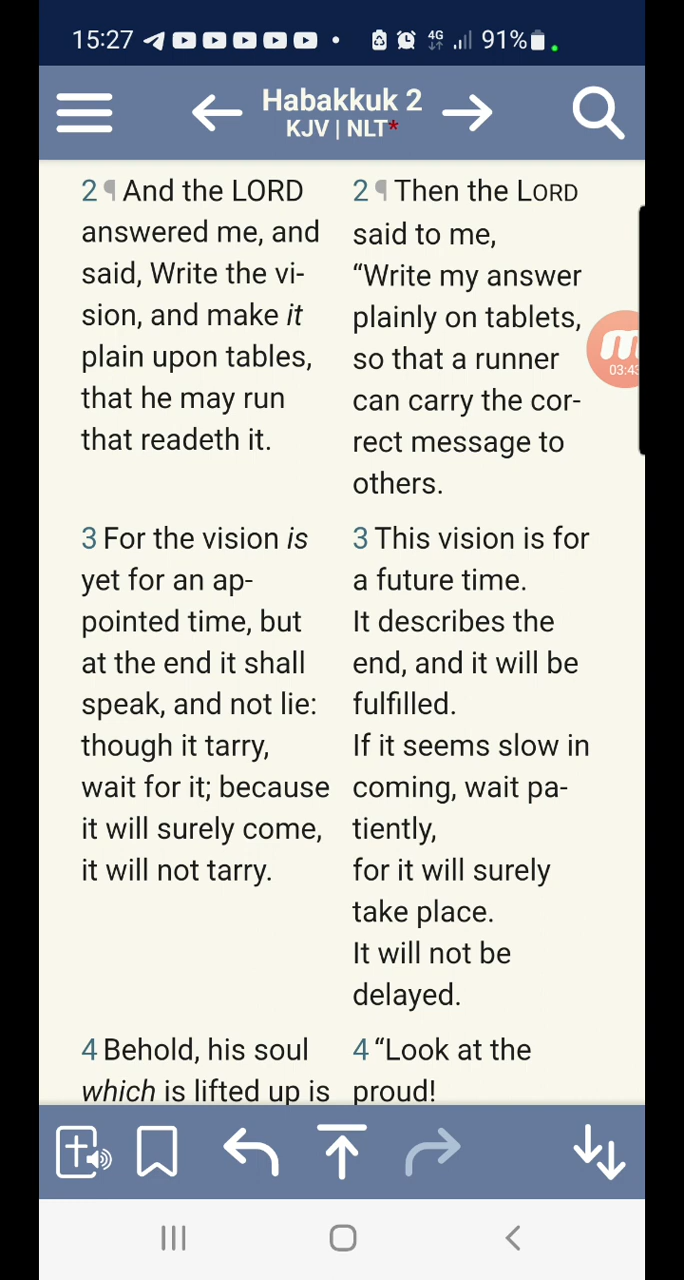 15:27 4G 91%
Habakkuk 2
KJV | NLT*
2 ¶ And the LORD
answered me, and
said, Write the vi-
sion, and make it
plain upon tables,
that he may run
that readeth it.
2 ¶ Then the LORD
said to me,
“Write my answer
plainly on tablets,
so that a runner
can carry the cor-
rect message to
others.
m
03:43
3 For the vision is
yet for an ap-
pointed time, but
at the end it shall
speak, and not lie:
though it tarry,
wait for it; because
it will surely come,
it will not tarry.
3 This vision is for
a future time.
It describes the
end, and it will be
fulfilled.
If it seems slow in
coming, wait pa-
tiently,
for it will surely
take place.
It will not be
delayed.
4 Behold, his soul
which is lifted up is
4 “Look at the
proud!